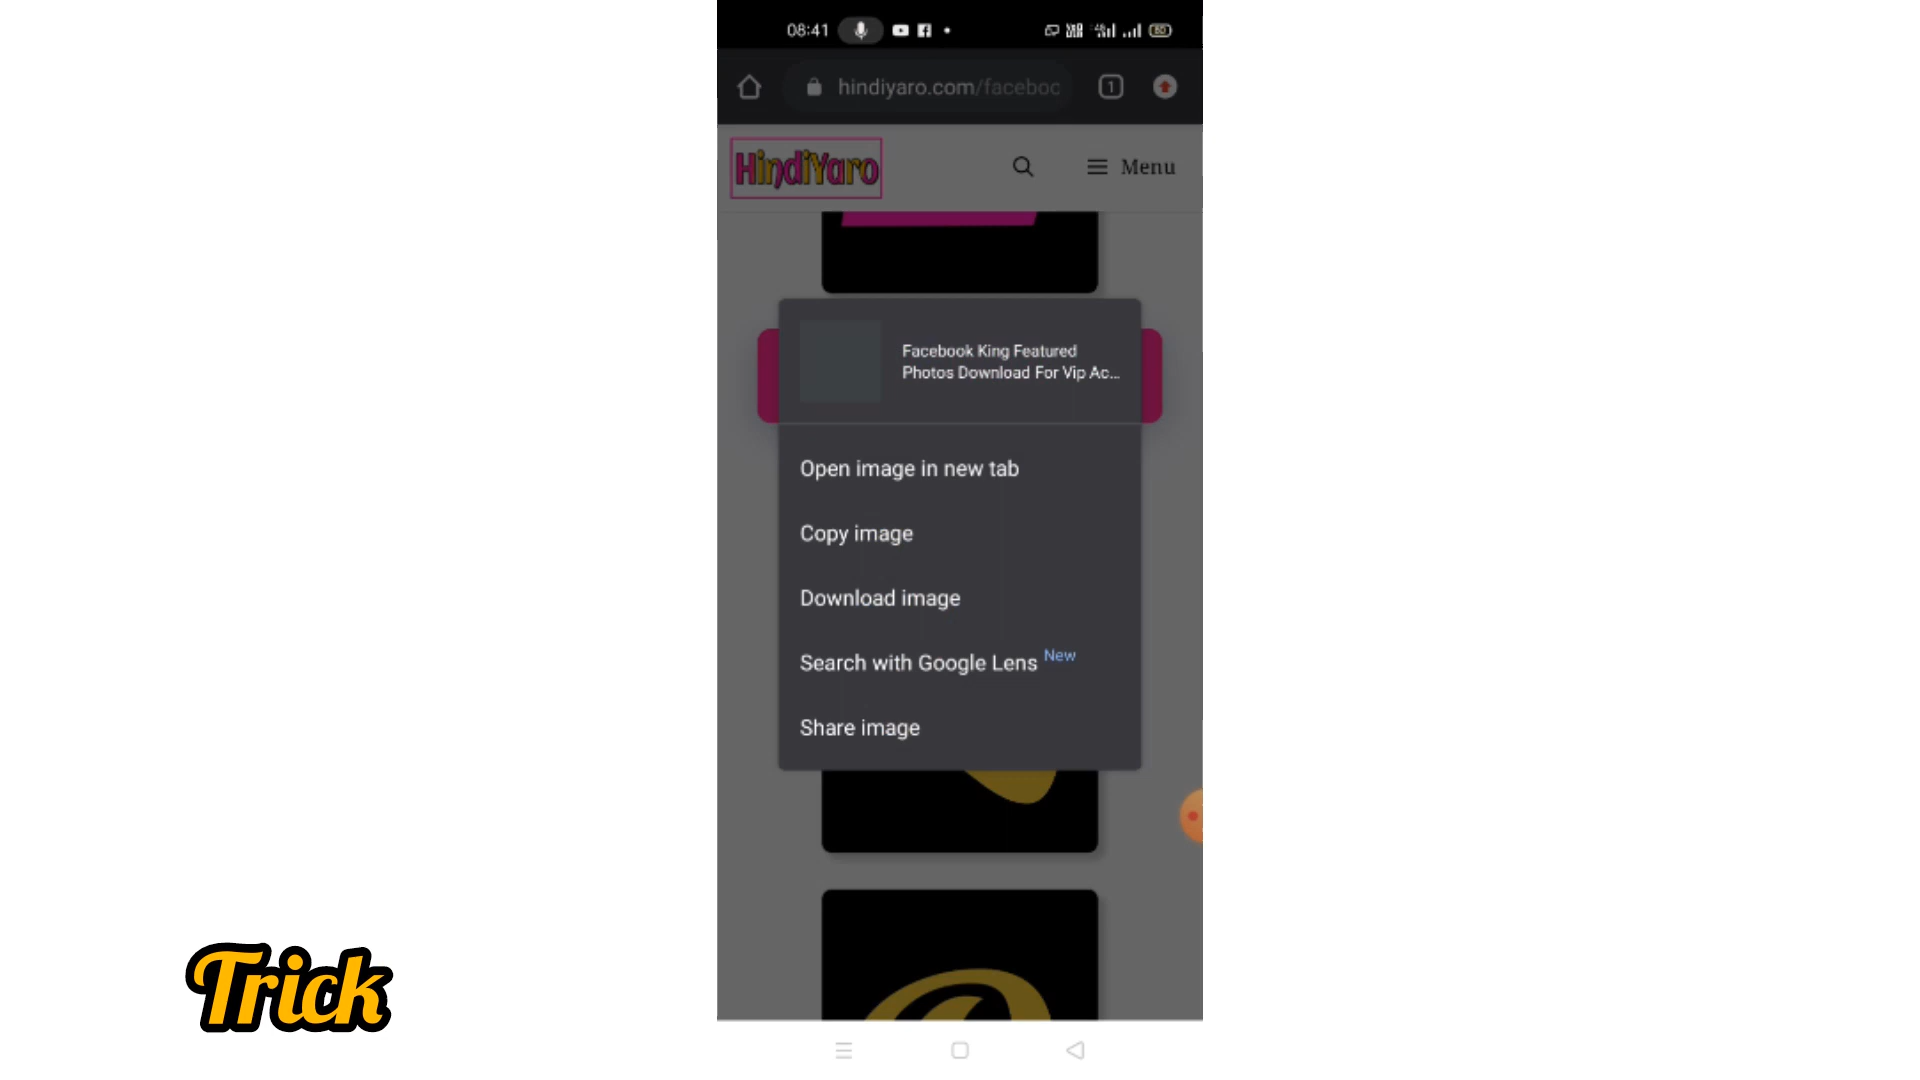 08:41
hindiyaro.com/faceboc
1
HindiYaro
Menu
Facebook King Featured
Photos Download For Vip Ac...
Open image in new tab
Copy image
Download image
Search with Google Lens New
Share image
Trick